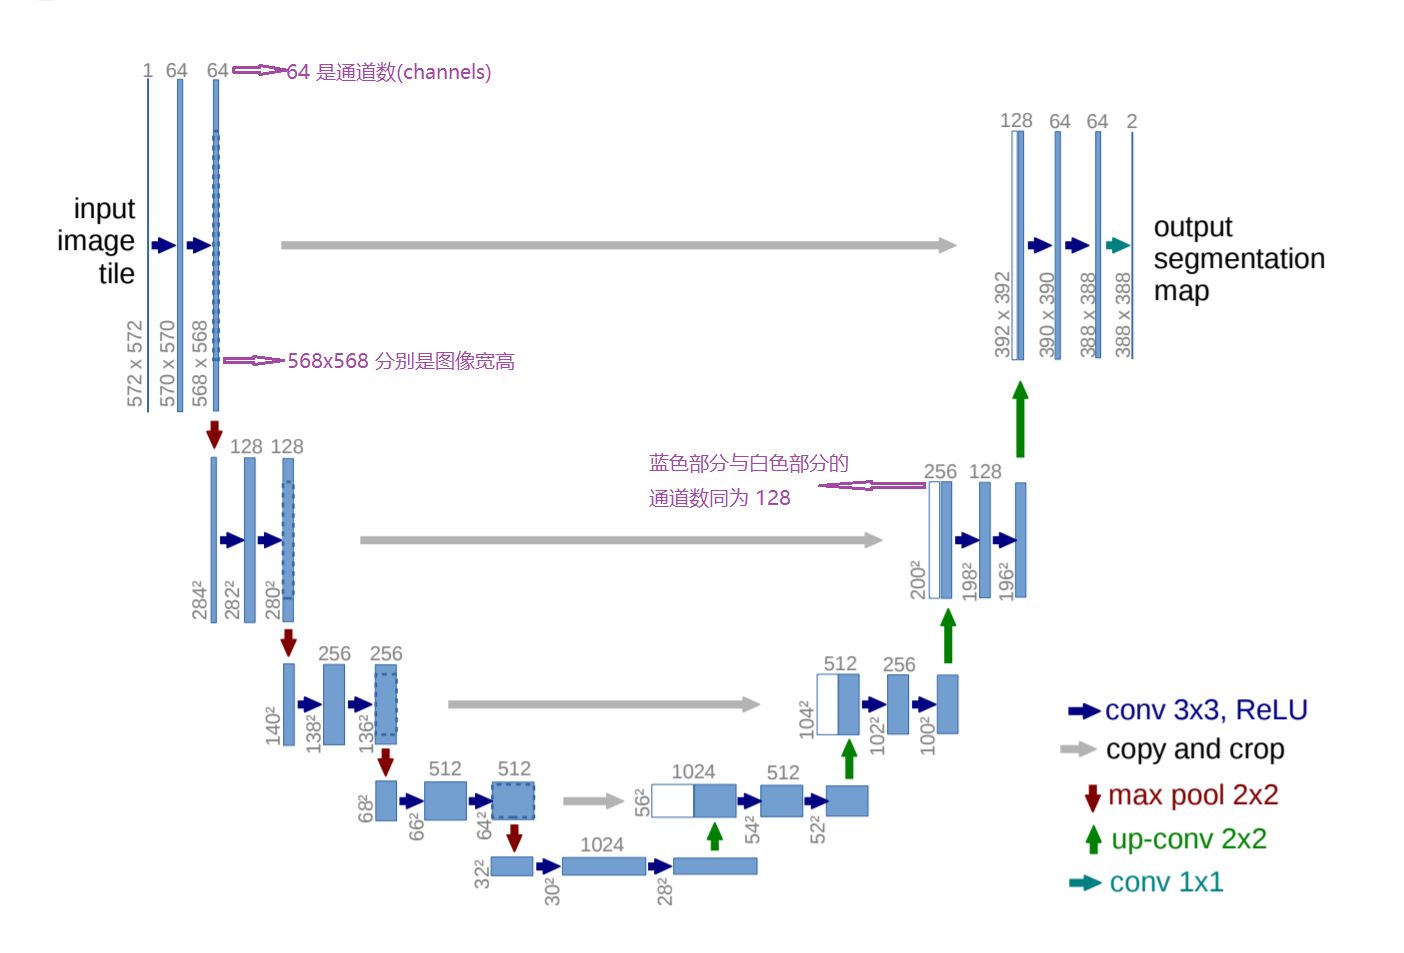 1 64 64
64 是通道数(channels)
input
image
tile
572 x 572
570 x 570
568 x 568
568x568 分别是图像宽高
128 64 64 2
392 x 392
390 x 390
388 x 388
388 x 388
output
segmentation
map
128 128
284²
282²
280²
蓝色部分与白色部分的
通道数同为 128
256 128
200²
198²
196²
256 256
140²
138²
136²
512 256
104²
102²
100²
512 512
68²
66²
64²
1024 512
56²
54²
52²
1024
32²
30²
28²
conv 3x3, ReLU
copy and crop
max pool 2x2
up-conv 2x2
conv 1x1